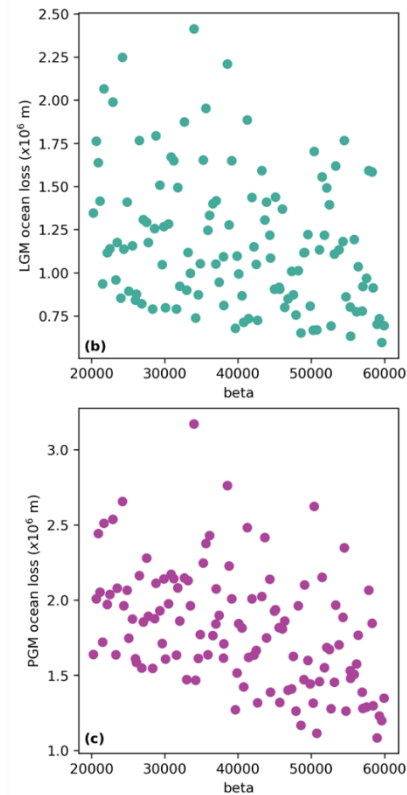 2.50
2.25
2.00
1.75
1.50
1.25
1.00
0.75
LGM ocean loss (x10⁶ m)
(b)
20000 30000 40000 50000 60000
beta
3.0
2.5
2.0
1.5
1.0
PGM ocean loss (x10⁶ m)
(c)
20000 30000 40000 50000 60000
beta